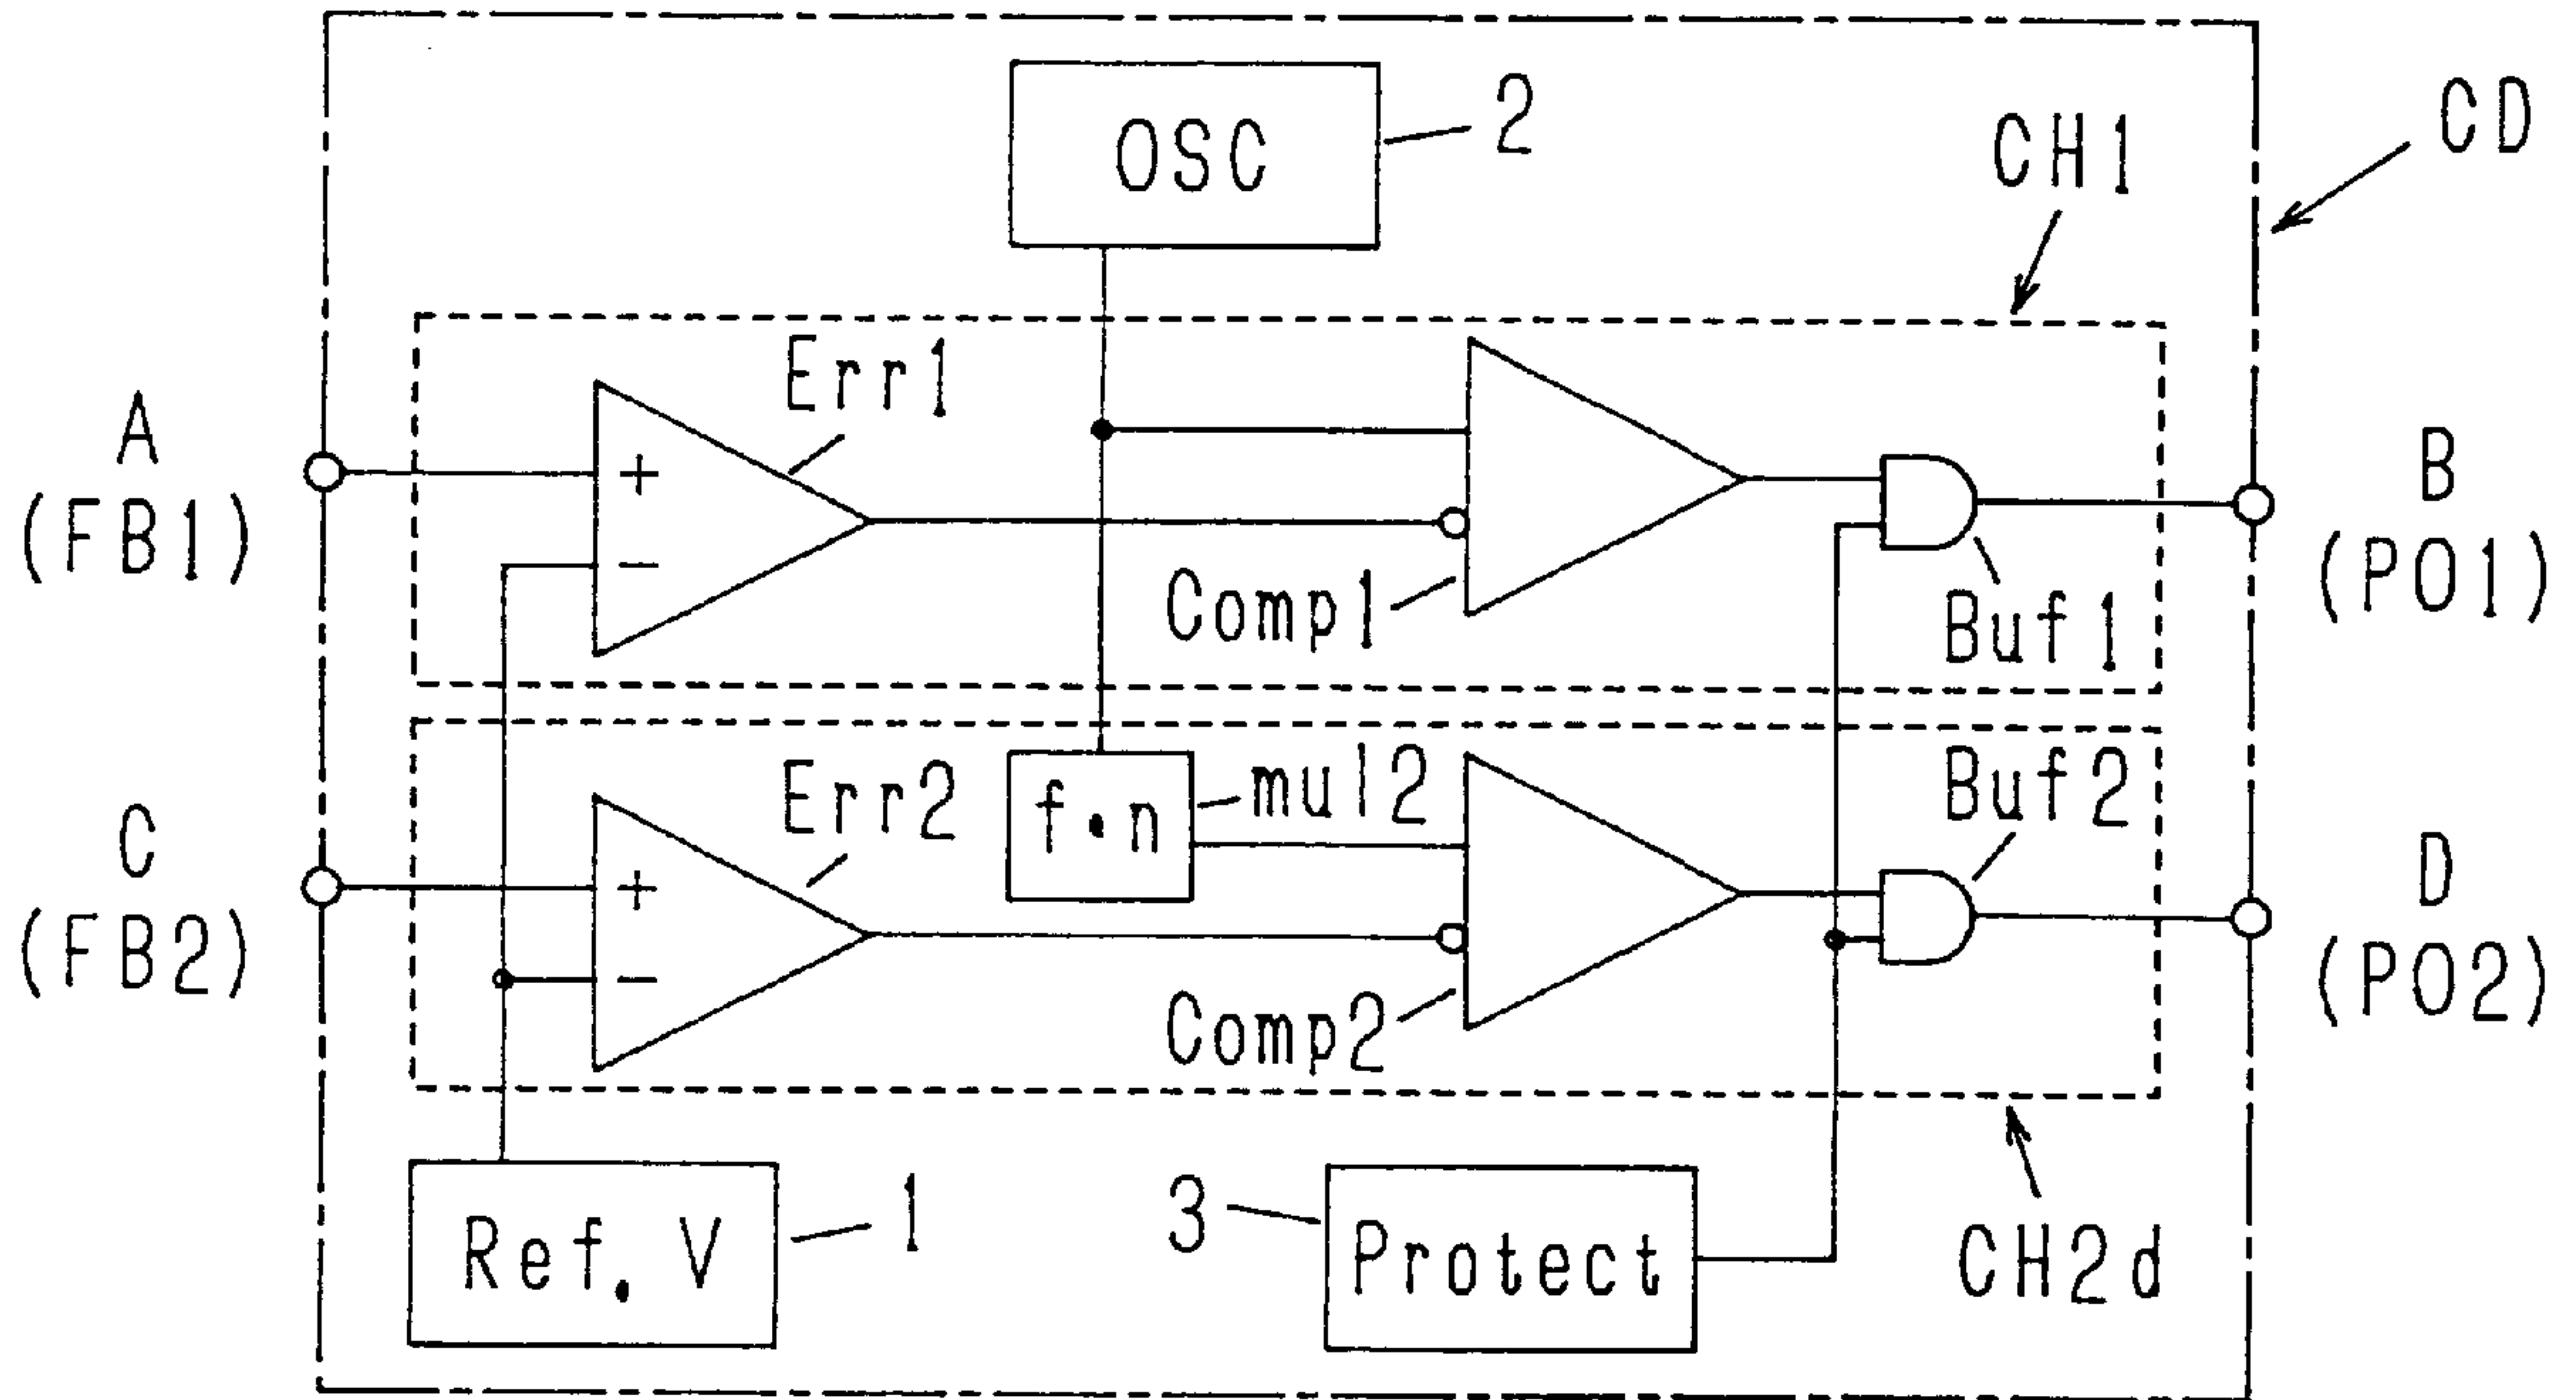 OSC
2
CH1
CD
Err1
A
(FB1)
+
−
Comp1
Buf1
B
(PO1)
C
(FB2)
Err2
f・n
mul2
Buf2
+
−
Comp2
D
(PO2)
Ref. V
1
3
Protect
CH2d